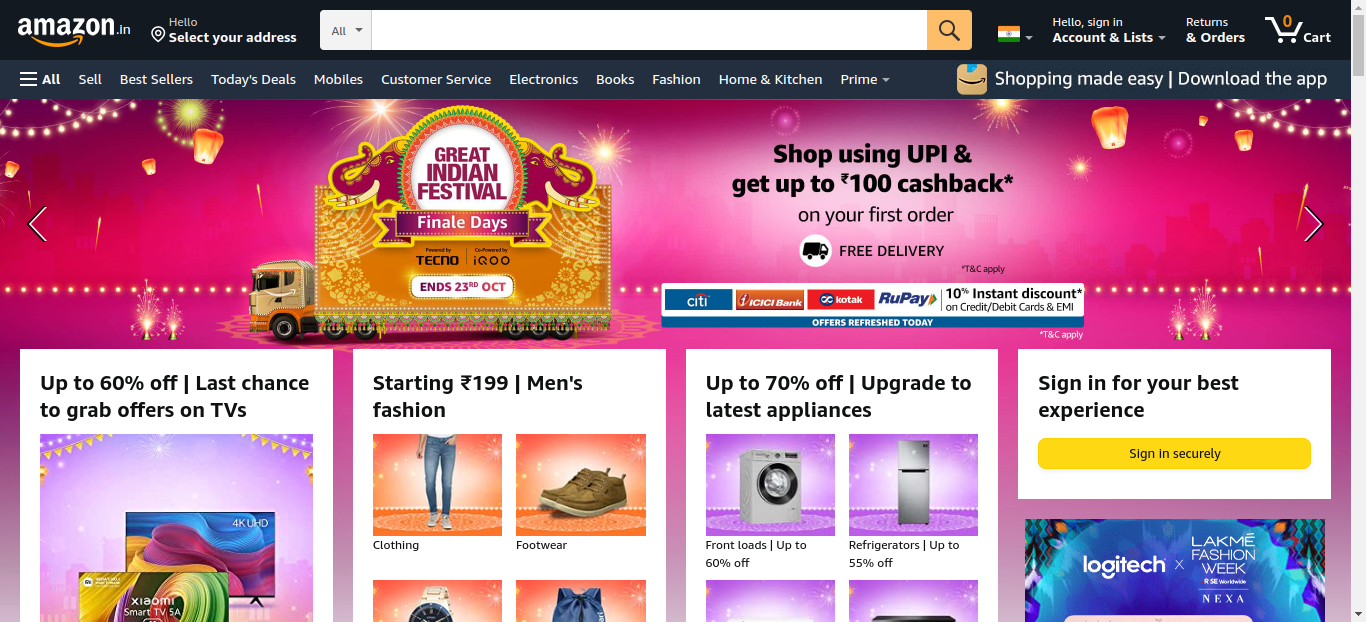 amazon.in
Hello
Select your address
All
Hello, sign in
Account & Lists
Returns
& Orders
0
Cart
All
Sell
Best Sellers
Today's Deals
Mobiles
Customer Service
Electronics
Books
Fashion
Home & Kitchen
Prime
Shopping made easy | Download the app
GREAT
INDIAN
FESTIVAL
Finale Days
Powered by
TECNO
Co-Powered by
iQOO
ENDS 23RD OCT
Shop using UPI &
get up to ₹100 cashback*
on your first order
FREE DELIVERY
*T&C apply
citi
ICICI Bank
kotak
RuPay
10% Instant discount*
on Credit/Debit Cards & EMI
OFFERS REFRESHED TODAY
*T&C apply
Up to 60% off | Last chance
to grab offers on TVs
4K UHD
xiaomi
Smart TV 5A
Starting ₹199 | Men's
fashion
Clothing
Footwear
Up to 70% off | Upgrade to
latest appliances
Front loads | Up to
60% off
Refrigerators | Up to
55% off
Sign in for your best
experience
Sign in securely
logitech X
LAKMĒ
FASHION
WEEK
R|SE Worldwide
NEXA